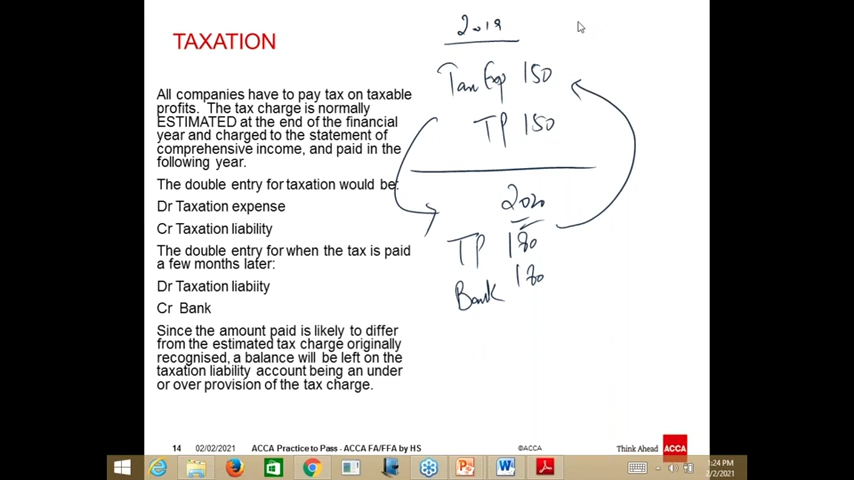 TAXATION
All companies have to pay tax on taxable
profits. The tax charge is normally
ESTIMATED at the end of the financial
year and charged to the statement of
comprehensive income, and paid in the
following year.
The double entry for taxation would be:
Dr Taxation expense
Cr Taxation liability
The double entry for when the tax is paid
a few months later:
Dr Taxation liabiity
Cr Bank
Since the amount paid is likely to differ
from the estimated tax charge originally
recognised, a balance will be left on the
taxation liability account being an under
or over provision of the tax charge.
2019
Tax Exp 150
TP 150
2020
TP 180
Bank 180
14 02/02/2021 ACCA Practice to Pass - ACCA FA/FFA by HS ©ACCA Think Ahead ACCA
:24 PM
2/2/2021